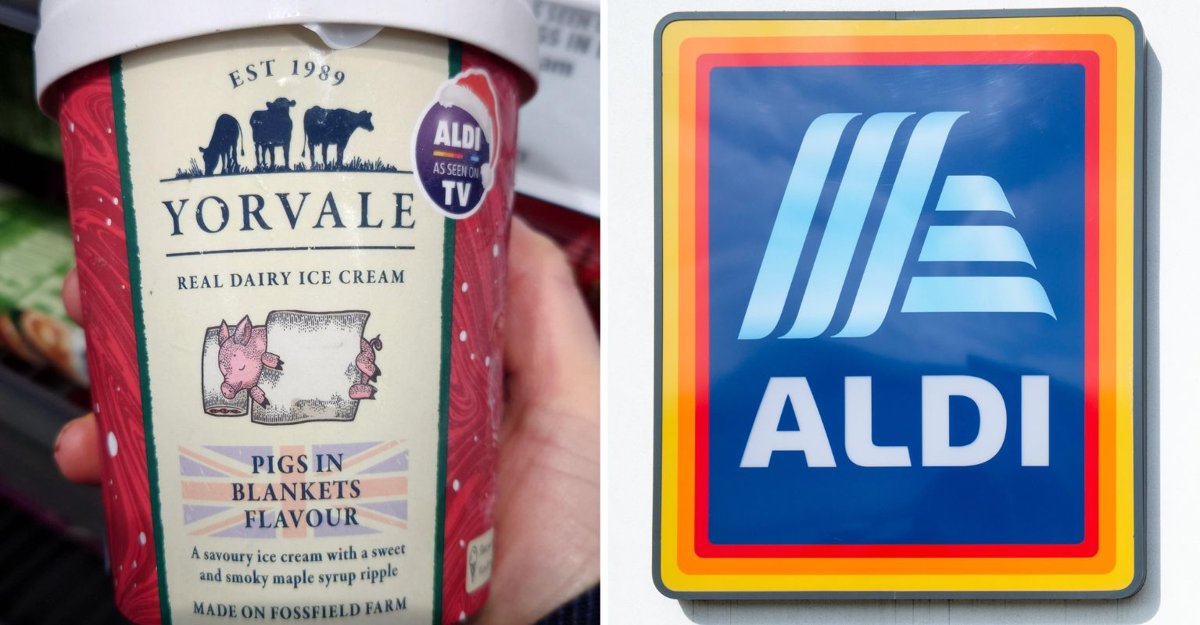 EST 1989
YORVALE
REAL DAIRY ICE CREAM
ALDI
AS SEEN ON
TV
PIGS IN
BLANKETS
FLAVOUR
A savoury ice cream with a sweet
and smoky maple syrup ripple
MADE ON FOSSFIELD FARM
ALDI